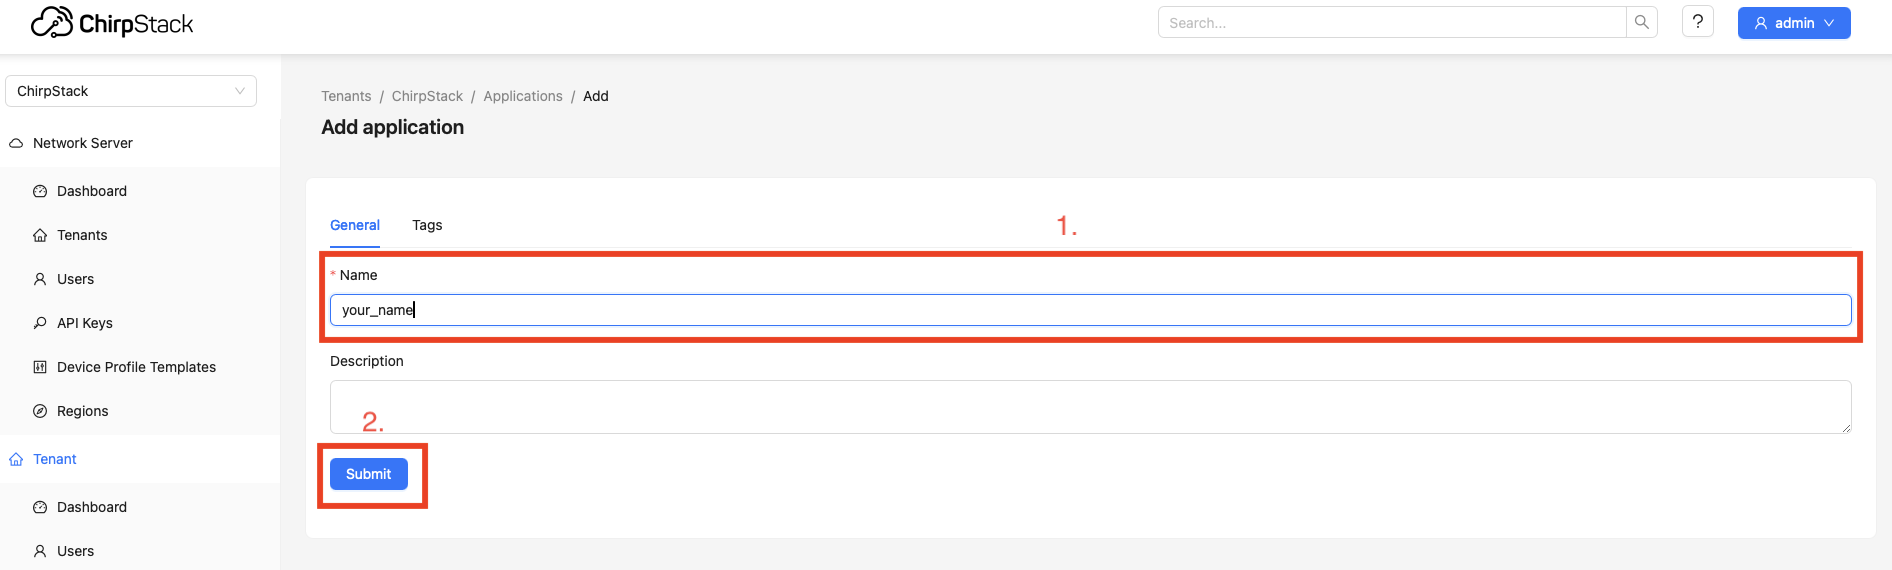 ChirpStack
Search...
?
admin
ChirpStack
Network Server
Dashboard
Tenants
Users
API Keys
Device Profile Templates
Regions
Tenant
Dashboard
Users
Tenants / ChirpStack / Applications / Add
Add application
General Tags
1.
* Name
your_name
Description
2.
Submit